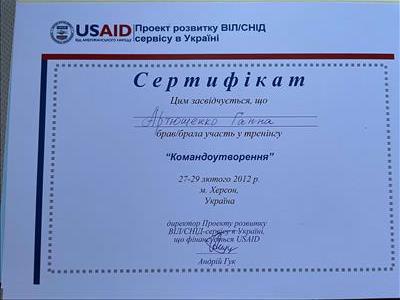 USAID
ВІД АМЕРИКАНСЬКОГО НАРОДУ
Проект розвитку ВІЛ/СНІД
сервісу в Україні
Сертифікат
Цим засвідчується, що
Артющенко Ганна
брав/брала участь у тренінгу
"Командоутворення"
27-29 лютого 2012 р.
м. Херсон,
Україна
директор Проекту розвитку
ВІЛ/СНІД-сервісу в Україні,
що фінансується USAID
Андрій Гук